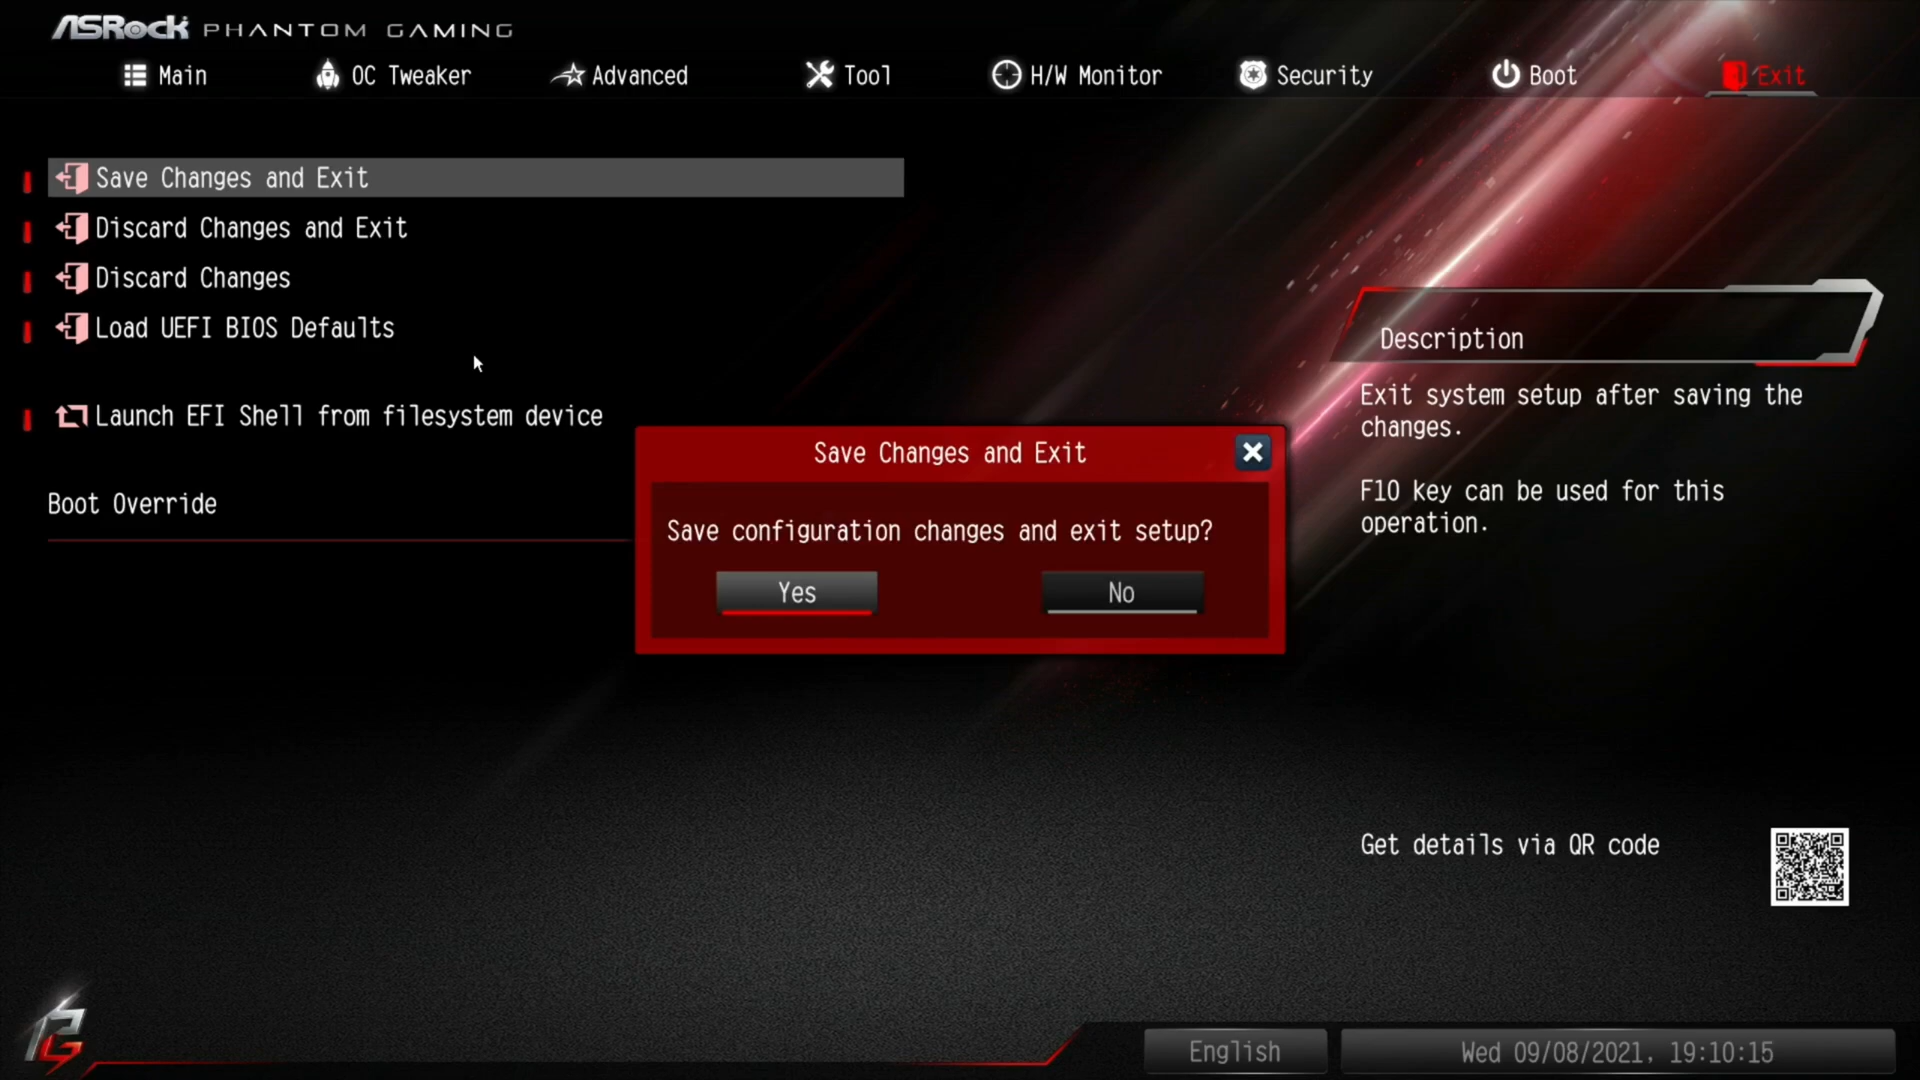 ASRock PHANTOM GAMING
Main OC Tweaker Advanced Tool H/W Monitor Security Boot Exit
Save Changes and Exit
Discard Changes and Exit
Discard Changes
Load UEFI BIOS Defaults
Launch EFI Shell from filesystem device
Boot Override
Save Changes and Exit
Save configuration changes and exit setup?
Yes No
Description
Exit system setup after saving the
changes.
F10 key can be used for this
operation.
Get details via QR code
English Wed 09/08/2021, 19:10:15